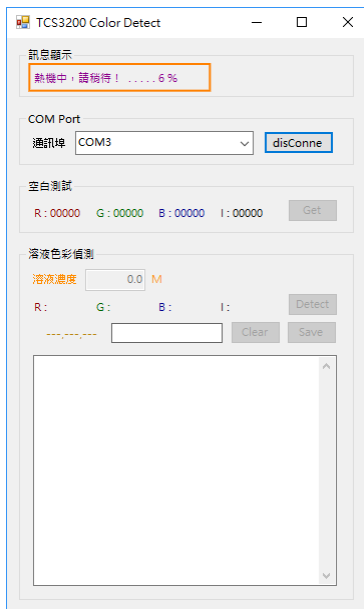 TCS3200 Color Detect
訊息顯示
熱機中，請稍待！ ..... 6 %
COM Port
通訊埠 COM3 disConne
空白測試
R : 00000 G : 00000 B : 00000 I : 00000 Get
溶液色彩偵測
溶液濃度 0.0 M
R : G : B : I : Detect
---,---,--- Clear Save